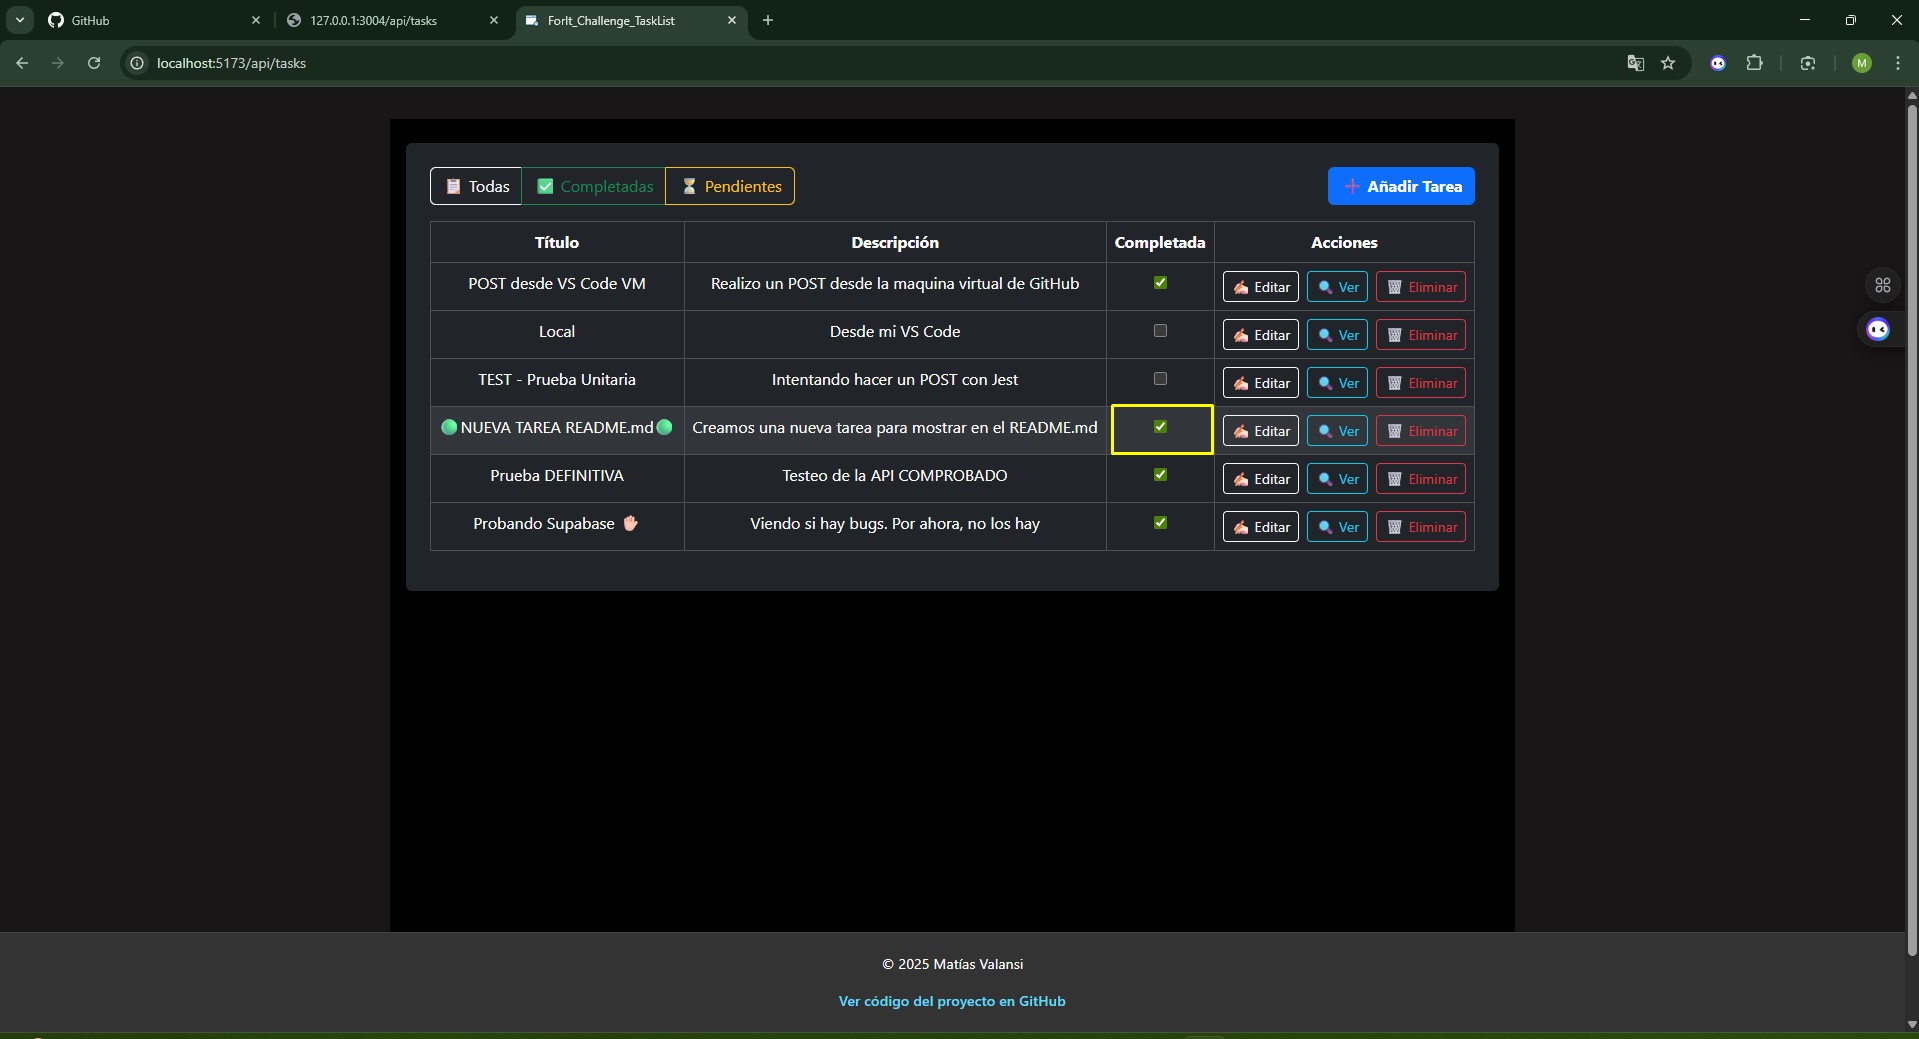 GitHub
127.0.0.1:3004/api/tasks
ForIt_Challenge_TaskList
localhost:5173/api/tasks
M
Todas
Completadas
Pendientes
Añadir Tarea
Título Descripción Completada Acciones
POST desde VS Code VM Realizo un POST desde la maquina virtual de GitHub Editar Ver Eliminar
Local Desde mi VS Code Editar Ver Eliminar
TEST - Prueba Unitaria Intentando hacer un POST con Jest Editar Ver Eliminar
NUEVA TAREA README.md Creamos una nueva tarea para mostrar en el README.md Editar Ver Eliminar
Prueba DEFINITIVA Testeo de la API COMPROBADO Editar Ver Eliminar
Probando Supabase Viendo si hay bugs. Por ahora, no los hay Editar Ver Eliminar
© 2025 Matías Valansi
Ver código del proyecto en GitHub